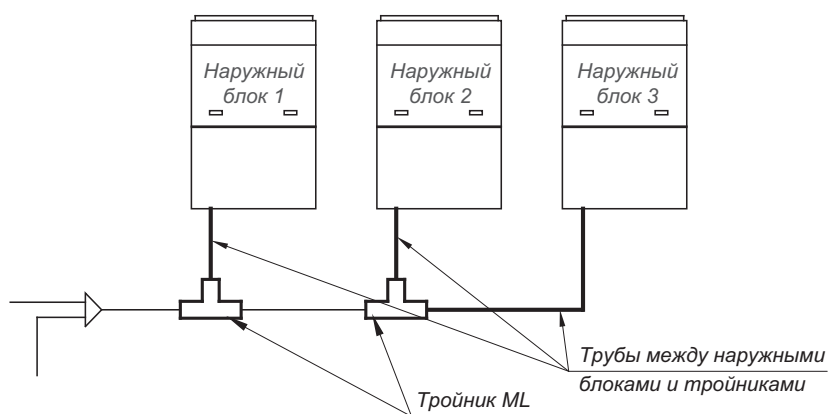 Наружный
блок 1
Наружный
блок 2
Наружный
блок 3
Трубы между наружными
блоками и тройниками
Тройник ML